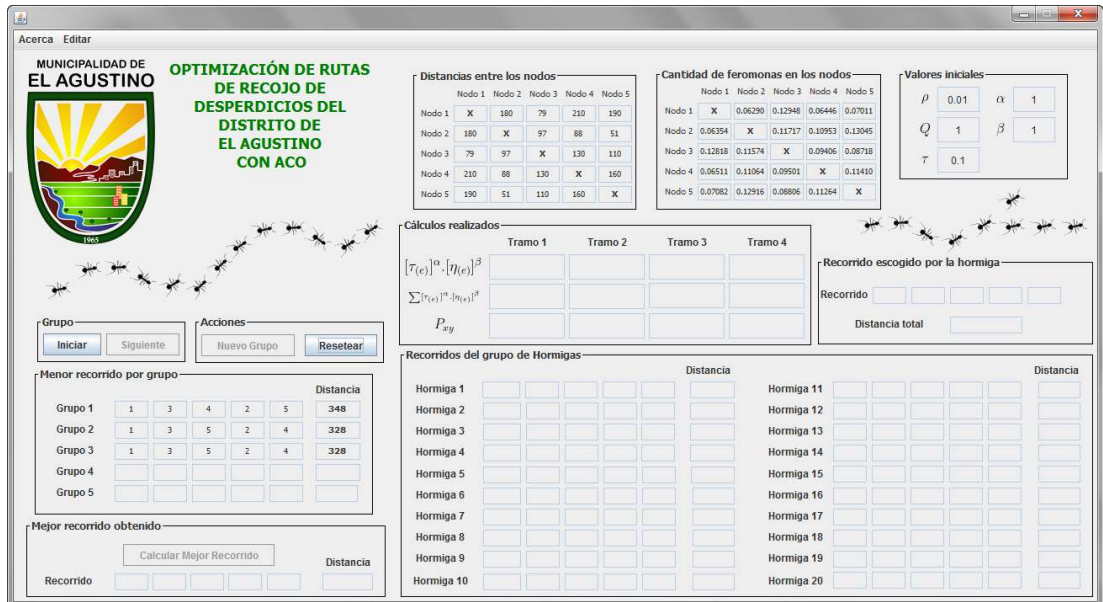 Acerca Editar
MUNICIPALIDAD DE
EL AGUSTINO
1965
OPTIMIZACIÓN DE RUTAS
DE RECOJO DE
DESPERDICIOS DEL
DISTRITO DE
EL AGUSTINO
CON ACO
Distancias entre los nodos
Nodo 1 Nodo 2 Nodo 3 Nodo 4 Nodo 5
Nodo 1 X 180 79 210 190
Nodo 2 180 X 97 88 51
Nodo 3 79 97 X 130 110
Nodo 4 210 88 130 X 160
Nodo 5 190 51 110 160 X
Cantidad de feromonas en los nodos
Nodo 1 Nodo 2 Nodo 3 Nodo 4 Nodo 5
Nodo 1 X 0.06290 0.12948 0.06446 0.07011
Nodo 2 0.06354 X 0.11717 0.10953 0.13045
Nodo 3 0.12818 0.11574 X 0.09406 0.08718
Nodo 4 0.06511 0.11064 0.09501 X 0.11410
Nodo 5 0.07082 0.12916 0.08806 0.11264 X
Valores iniciales
ρ 0.01 α 1
Q 1 β 1
τ 0.1
Cálculos realizados
Tramo 1 Tramo 2 Tramo 3 Tramo 4
[τ(e)]^α.[η(e)]^β
∑[τ(e)]^α.[η(e)]^β
P_xy
Recorrido escogido por la hormiga
Recorrido
Distancia total
Grupo
Iniciar Siguiente
Acciones
Nuevo Grupo Resetear
Menor recorrido por grupo
Distancia
Grupo 1 1 3 4 2 5 348
Grupo 2 1 3 5 2 4 328
Grupo 3 1 3 5 2 4 328
Grupo 4
Grupo 5
Mejor recorrido obtenido
Calcular Mejor Recorrido
Distancia
Recorrido
Recorridos del grupo de Hormigas
Distancia Distancia
Hormiga 1 Hormiga 11
Hormiga 2 Hormiga 12
Hormiga 3 Hormiga 13
Hormiga 4 Hormiga 14
Hormiga 5 Hormiga 15
Hormiga 6 Hormiga 16
Hormiga 7 Hormiga 17
Hormiga 8 Hormiga 18
Hormiga 9 Hormiga 19
Hormiga 10 Hormiga 20